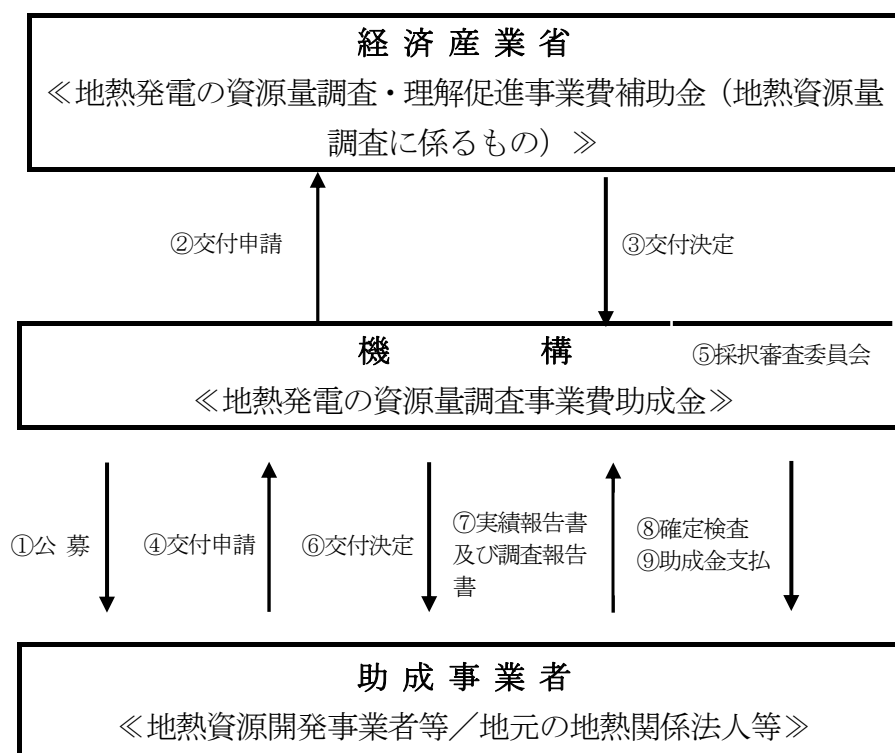 経 済 産 業 省
≪地熱発電の資源量調査・理解促進事業費補助金（地熱資源量
調査に係るもの）≫
②交付申請
③交付決定
機 構
⑤採択審査委員会
≪地熱発電の資源量調査事業費助成金≫
①公 募
④交付申請
⑥交付決定
⑦実績報告書
及び調査報告
書
⑧確定検査
⑨助成金支払
助 成 事 業 者
≪地熱資源開発事業者等／地元の地熱関係法人等≫